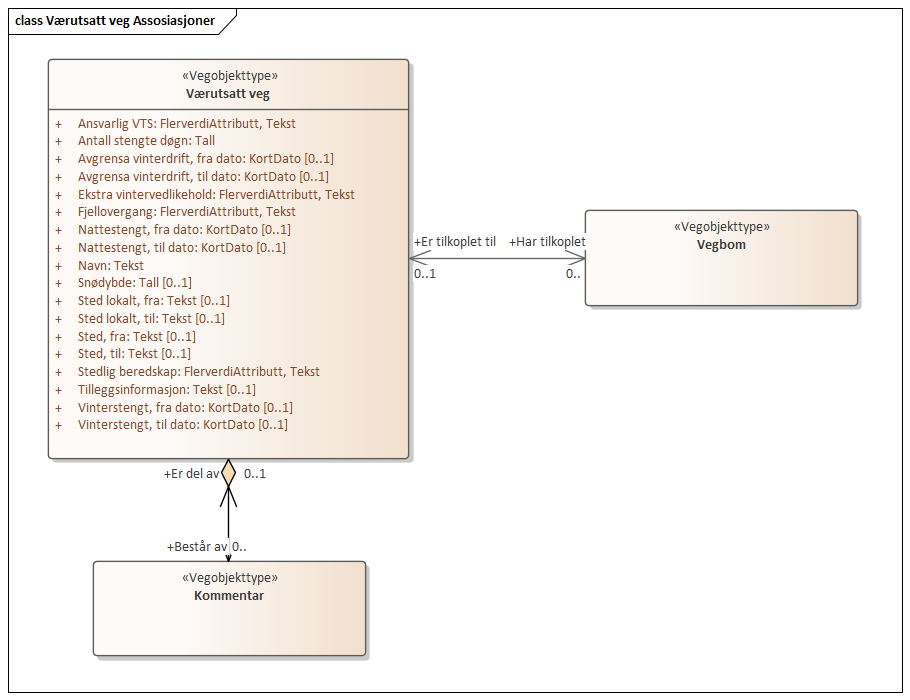 class Værutsatt veg Assosiasjoner
«Vegobjekttype»
Værutsatt veg
+ Ansvarlig VTS: FlerverdiAttributt, Tekst
+ Antall stengte døgn: Tall
+ Avgrensa vinterdrift, fra dato: KortDato [0..1]
+ Avgrensa vinterdrift, til dato: KortDato [0..1]
+ Ekstra vintervedlikehold: FlerverdiAttributt, Tekst
+ Fjellovergang: FlerverdiAttributt, Tekst
+ Nattestengt, fra dato: KortDato [0..1]
+ Nattestengt, til dato: KortDato [0..1]
+ Navn: Tekst
+ Snødybde: Tall [0..1]
+ Sted lokalt, fra: Tekst [0..1]
+ Sted lokalt, til: Tekst [0..1]
+ Sted, fra: Tekst [0..1]
+ Sted, til: Tekst [0..1]
+ Stedlig beredskap: FlerverdiAttributt, Tekst
+ Tilleggsinformasjon: Tekst [0..1]
+ Vinterstengt, fra dato: KortDato [0..1]
+ Vinterstengt, til dato: KortDato [0..1]
+Er tilkoplet til +Har tilkoplet
0..1 0..
«Vegobjekttype»
Vegbom
+Er del av 0..1
+Består av 0..
«Vegobjekttype»
Kommentar